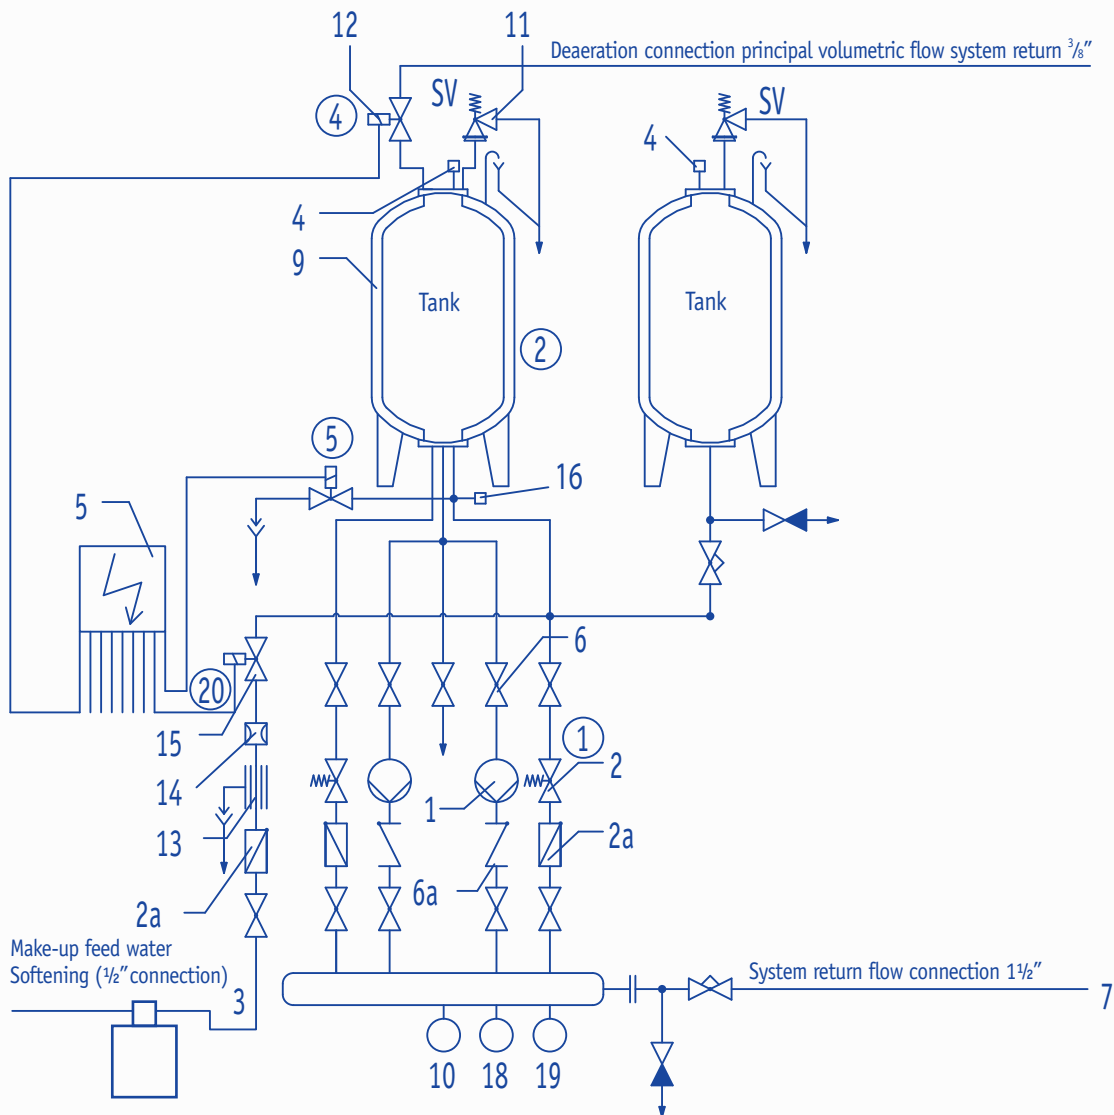 12
11
Deaeration connection principal volumetric flow system return 3/8"
SV
SV
4
4
4
9
Tank
Tank
2
5
16
5
6
20
15
1
2
14
1
13
2a
6a
2a
Make-up feed water
Softening (½" connection)
3
System return flow connection 1½"
7
10
18
19